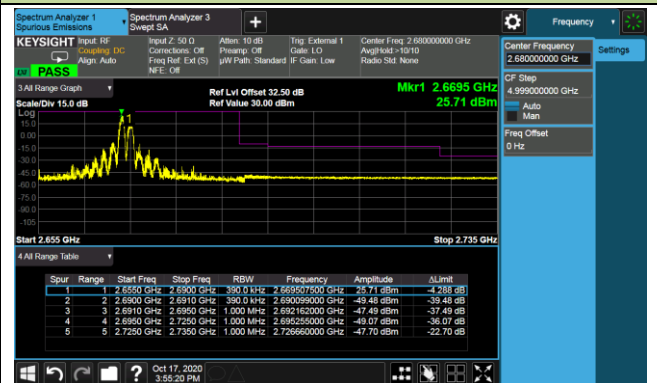 Spectrum Analyzer 1
Spurious Emissions
Spectrum Analyzer 3
Swept SA
Frequency
KEYSIGHT
Input: RF
Coupling: DC
Align: Auto
Input Z: 50 Ω
Corrections: Off
Freq Ref: Ext (S)
NFE: Off
Atten: 10 dB
Preamp: Off
µW Path: Standard
Trig: External 1
Gate: LO
IF Gain: Low
Center Freq: 2.680000000 GHz
Avg|Hold:>10/10
Radio Std: None
PASS
Center Frequency
2.680000000 GHz
Settings
CF Step
4.999000000 GHz
Auto
Man
Freq Offset
0 Hz
3 All Range Graph
Scale/Div 15.0 dB
Ref Lvl Offset 32.50 dB
Ref Value 30.00 dBm
Mkr1 2.6695 GHz
25.71 dBm
Log
15.0
0.00
-15.0
-30.0
-45.0
-60.0
-75.0
-90.0
-105
1
Start 2.655 GHz
Stop 2.735 GHz
4 All Range Table
Spur Range Start Freq Stop Freq RBW Frequency Amplitude ΔLimit
1 1 2.6550 GHz 2.6900 GHz 390.0 kHz 2.669507500 GHz 25.71 dBm -4.288 dB
2 2 2.6900 GHz 2.6910 GHz 390.0 kHz 2.690099000 GHz -49.48 dBm -39.48 dB
3 3 2.6910 GHz 2.6950 GHz 1.000 MHz 2.692162000 GHz -47.49 dBm -37.49 dB
4 4 2.6950 GHz 2.7250 GHz 1.000 MHz 2.695255000 GHz -49.07 dBm -36.07 dB
5 5 2.7250 GHz 2.7350 GHz 1.000 MHz 2.726660000 GHz -47.70 dBm -22.70 dB
Oct 17, 2020
3:55:20 PM